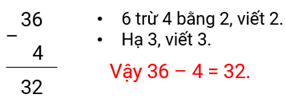 36
−
4
32
• 6 trừ 4 bằng 2, viết 2.
• Hạ 3, viết 3.
Vậy 36 – 4 = 32.